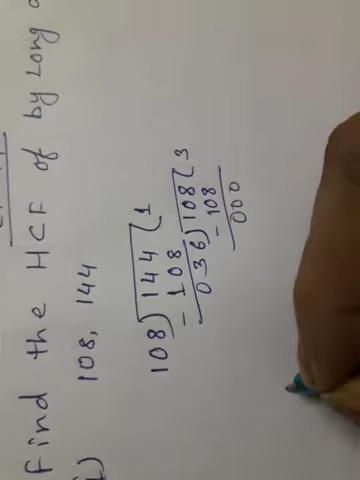 Find the HCF of by Long
108, 144
108) 144 ( 1
- 108
036) 108 ( 3
- 108
000